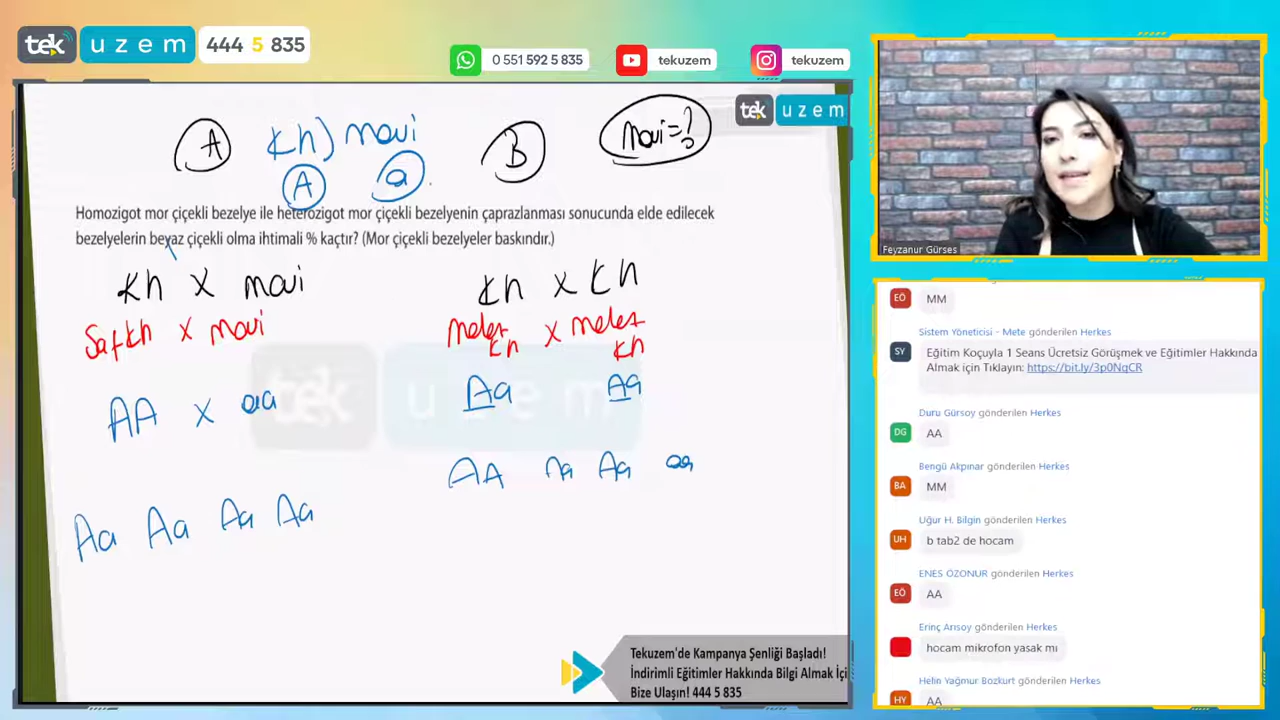 tek uzem 444 5 835
0 551 592 5 835
tekuzem
tekuzem
tek uzem
A
Kh) mavi
A a
B
Mavi=?
Homozigot mor çiçekli bezelye ile heterozigot mor çiçekli bezelyenin çaprazlanması sonucunda elde edilecek
bezelyelerin beyaz çiçekli olma ihtimali % kaçtır? (Mor çiçekli bezelyeler baskındır.)
Kh X mavi
Saf Kh X mavi
AA X aa
Aa Aa Aa Aa
Kh X Kh
Melez Kh X melez Kh
Aa Aa
AA Aa Aa aa
tek uzem
Tekuzem'de Kampanya Şenliği Başladı!
İndirimli Eğitimler Hakkında Bilgi Almak İçi
Bize Ulaşın! 444 5 835
Feyzanur Gürses
EÖ MM
Sistem Yöneticisi - Mete gönderilen Herkes
SY Eğitim Koçuyla 1 Seans Ücretsiz Görüşmek ve Eğitimler Hakkında
Almak için Tıklayın: https://bit.ly/3p0NqCR
Duru Gürsoy gönderilen Herkes
DG AA
Bengü Akpınar gönderilen Herkes
BA MM
Uğur H. Bilgin gönderilen Herkes
UH b tab2 de hocam
ENES ÖZONUR gönderilen Herkes
EÖ AA
Erinç Arısoy gönderilen Herkes
hocam mikrofon yasak mı
Helin Yağmur Bozkurt gönderilen Herkes
HY AA